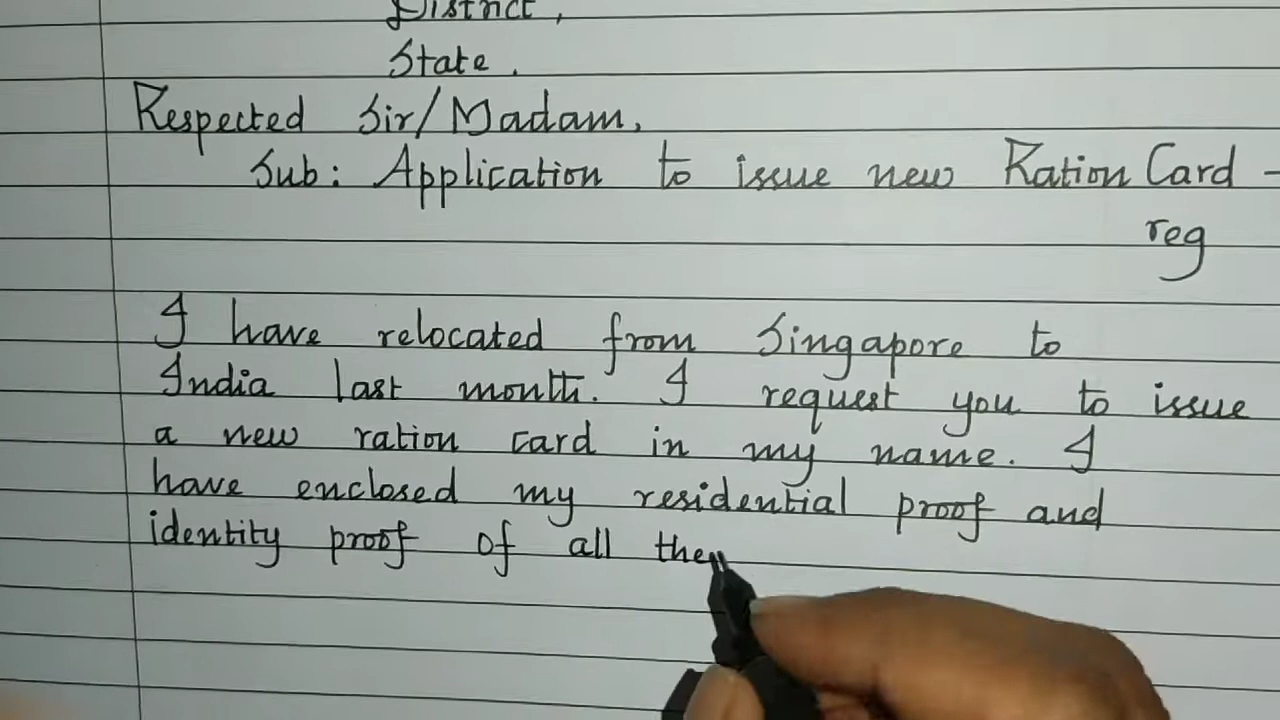 District,
State.
Respected Sir/Madam,
Sub: Application to issue new Ration Card -
reg
I have relocated from Singapore to
India last month. I request you to issue
a new ration card in my name. I
have enclosed my residential proof and
identity proof of all the